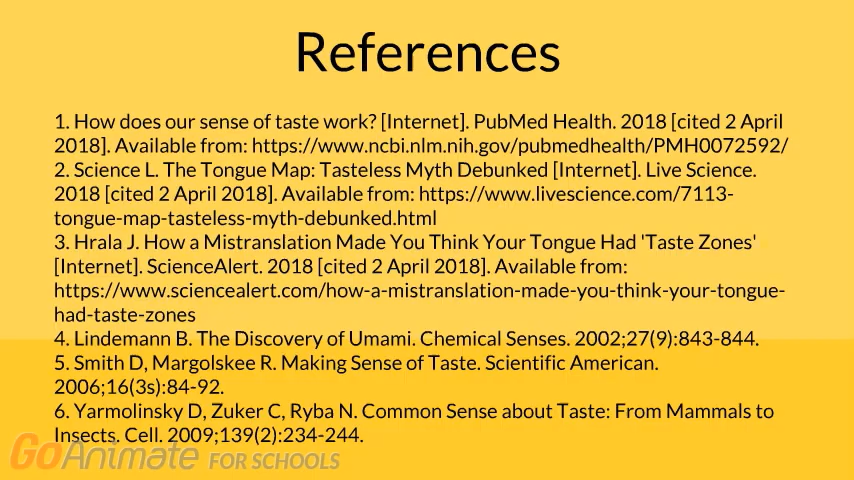 References
1. How does our sense of taste work? [Internet]. PubMed Health. 2018 [cited 2 April
2018]. Available from: https://www.ncbi.nlm.nih.gov/pubmedhealth/PMH0072592/
2. Science L. The Tongue Map: Tasteless Myth Debunked [Internet]. Live Science.
2018 [cited 2 April 2018]. Available from: https://www.livescience.com/7113-
tongue-map-tasteless-myth-debunked.html
3. Hrala J. How a Mistranslation Made You Think Your Tongue Had 'Taste Zones'
[Internet]. ScienceAlert. 2018 [cited 2 April 2018]. Available from:
https://www.sciencealert.com/how-a-mistranslation-made-you-think-your-tongue-
had-taste-zones
4. Lindemann B. The Discovery of Umami. Chemical Senses. 2002;27(9):843-844.
5. Smith D, Margolskee R. Making Sense of Taste. Scientific American.
2006;16(3s):84-92.
6. Yarmolinsky D, Zuker C, Ryba N. Common Sense about Taste: From Mammals to
Insects. Cell. 2009;139(2):234-244.
GoAnimate FOR SCHOOLS